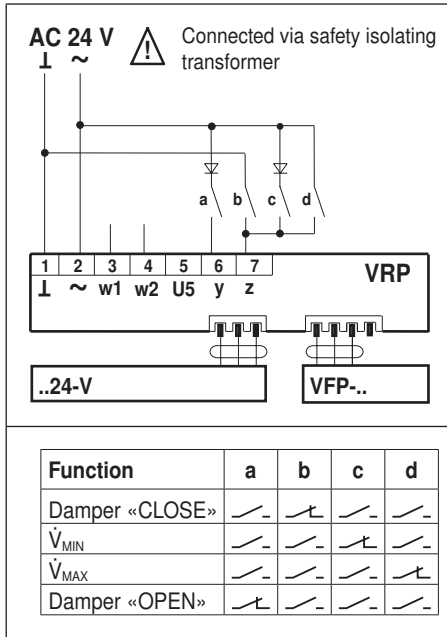 AC 24 V
⊥ ~
Connected via safety isolating
transformer
a b c d
1 2 3 4 5 6 7
⊥ ~ w1 w2 U5 y z
VRP
..24-V
VFP-..
Function a b c d
Damper «CLOSE»
V̇MIN
V̇MAX
Damper «OPEN»